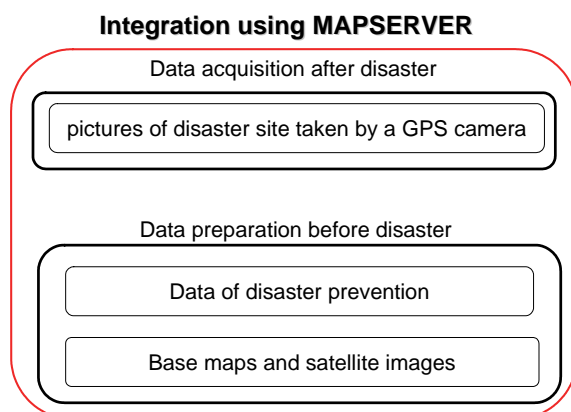 Integration using MAPSERVER
Data acquisition after disaster
pictures of disaster site taken by a GPS camera
Data preparation before disaster
Data of disaster prevention
Base maps and satellite images